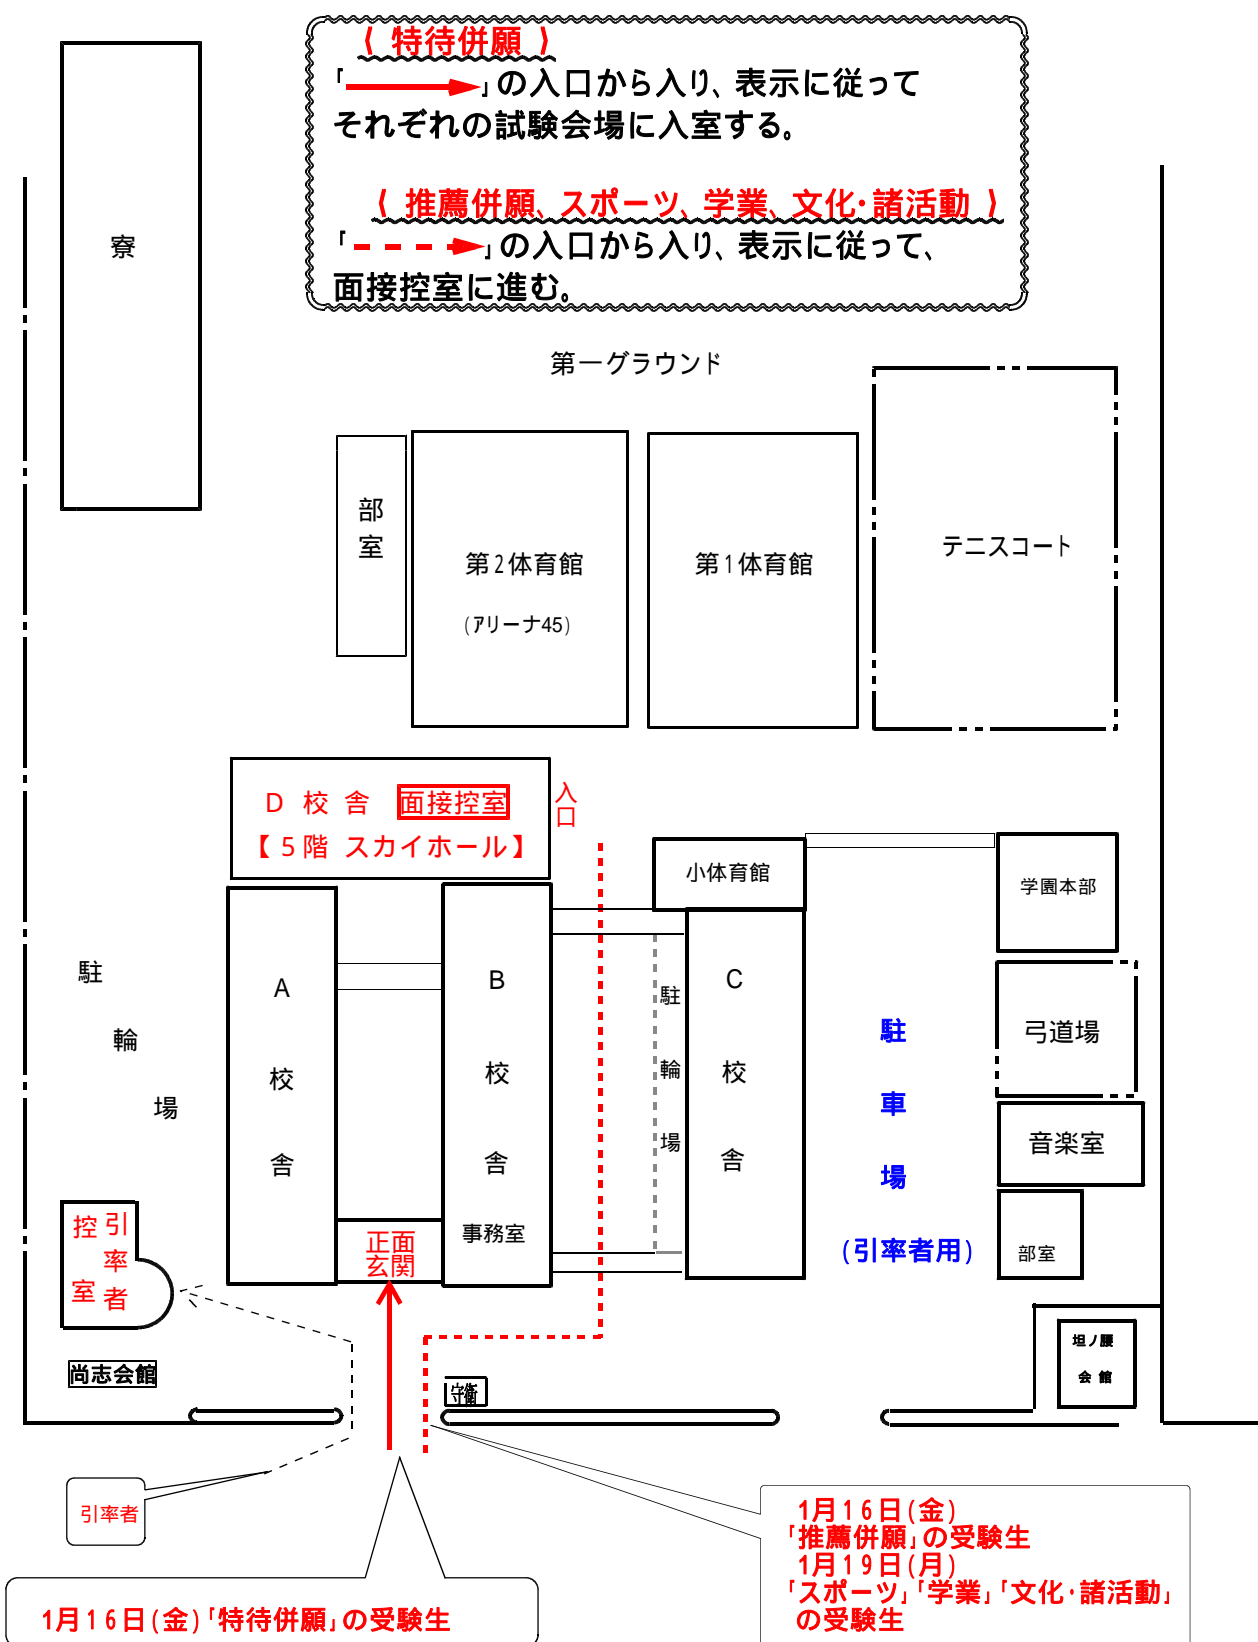 ⟨ 特待併願 ⟩
「 」の入口から入り、表示に従って
それぞれの試験会場に入室する。
⟨ 推薦併願、スポーツ、学業、文化・諸活動 ⟩
「 」の入口から入り、表示に従って、
面接控室に進む。
寮
第一グラウンド
部室
第2体育館
(アリーナ45)
第1体育館
テニスコート
D 校 舎 面接控室
【 5階 スカイホール】
入口
小体育館
学園本部
駐輪場
A校舎
B校舎
事務室
駐輪場
C校舎
駐車場
(引率者用)
弓道場
音楽室
部室
正面
玄関
引率者
控室
尚志会館
守衛
坦ノ腰
会 館
引率者
1月16日(金)「特待併願」の受験生
1月16日(金)
「推薦併願」の受験生
1月19日(月)
「スポーツ」「学業」「文化・諸活動」
の受験生